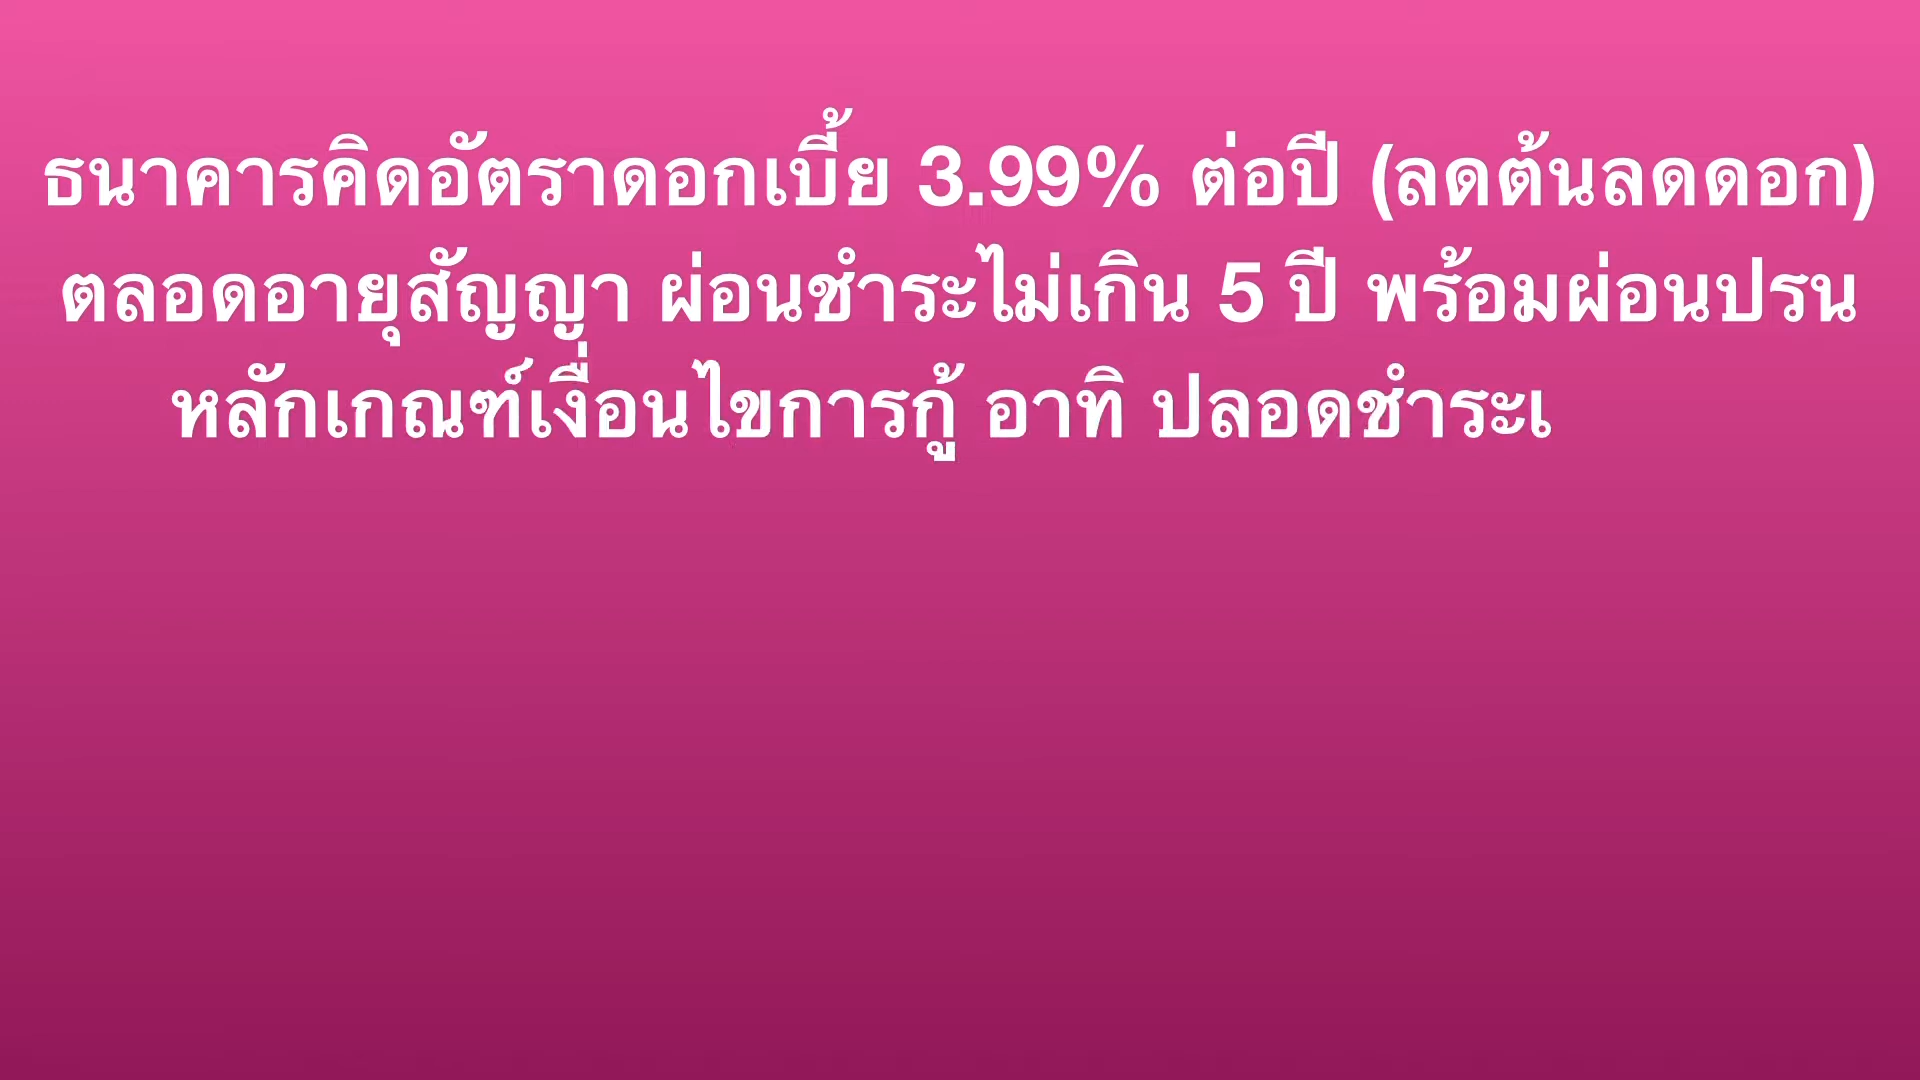 ธนาคารคิดอัตราดอกเบี้ย 3.99% ต่อปี (ลดต้นลดดอก)
ตลอดอายุสัญญา ผ่อนชำระไม่เกิน 5 ปี พร้อมผ่อนปรน
หลักเกณฑ์เงื่อนไขการกู้ อาทิ ปลอดชำระเ